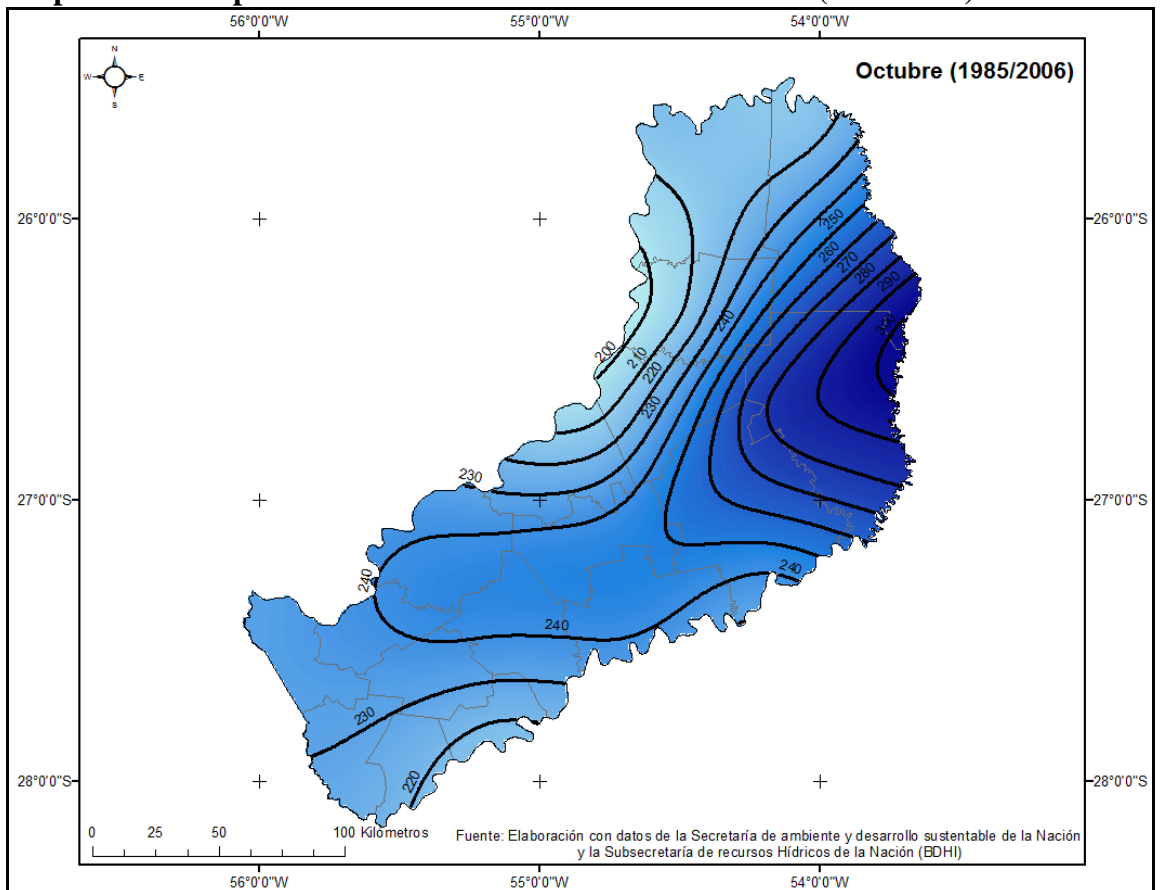 56°0'0"W 55°0'0"W 54°0'0"W
N
W E
S
Octubre (1985/2006)
26°0'0"S 26°0'0"S
250
260
270
280
290
300
240
200
210
220
230
230
27°0'0"S 27°0'0"S
240
240
240
230
220
28°0'0"S 28°0'0"S
0 25 50 100 Kilómetros
Fuente: Elaboración con datos de la Secretaría de ambiente y desarrollo sustentable de la Nación
y la Subsecretaría de recursos Hídricos de la Nación (BDHI)
56°0'0"W 55°0'0"W 54°0'0"W